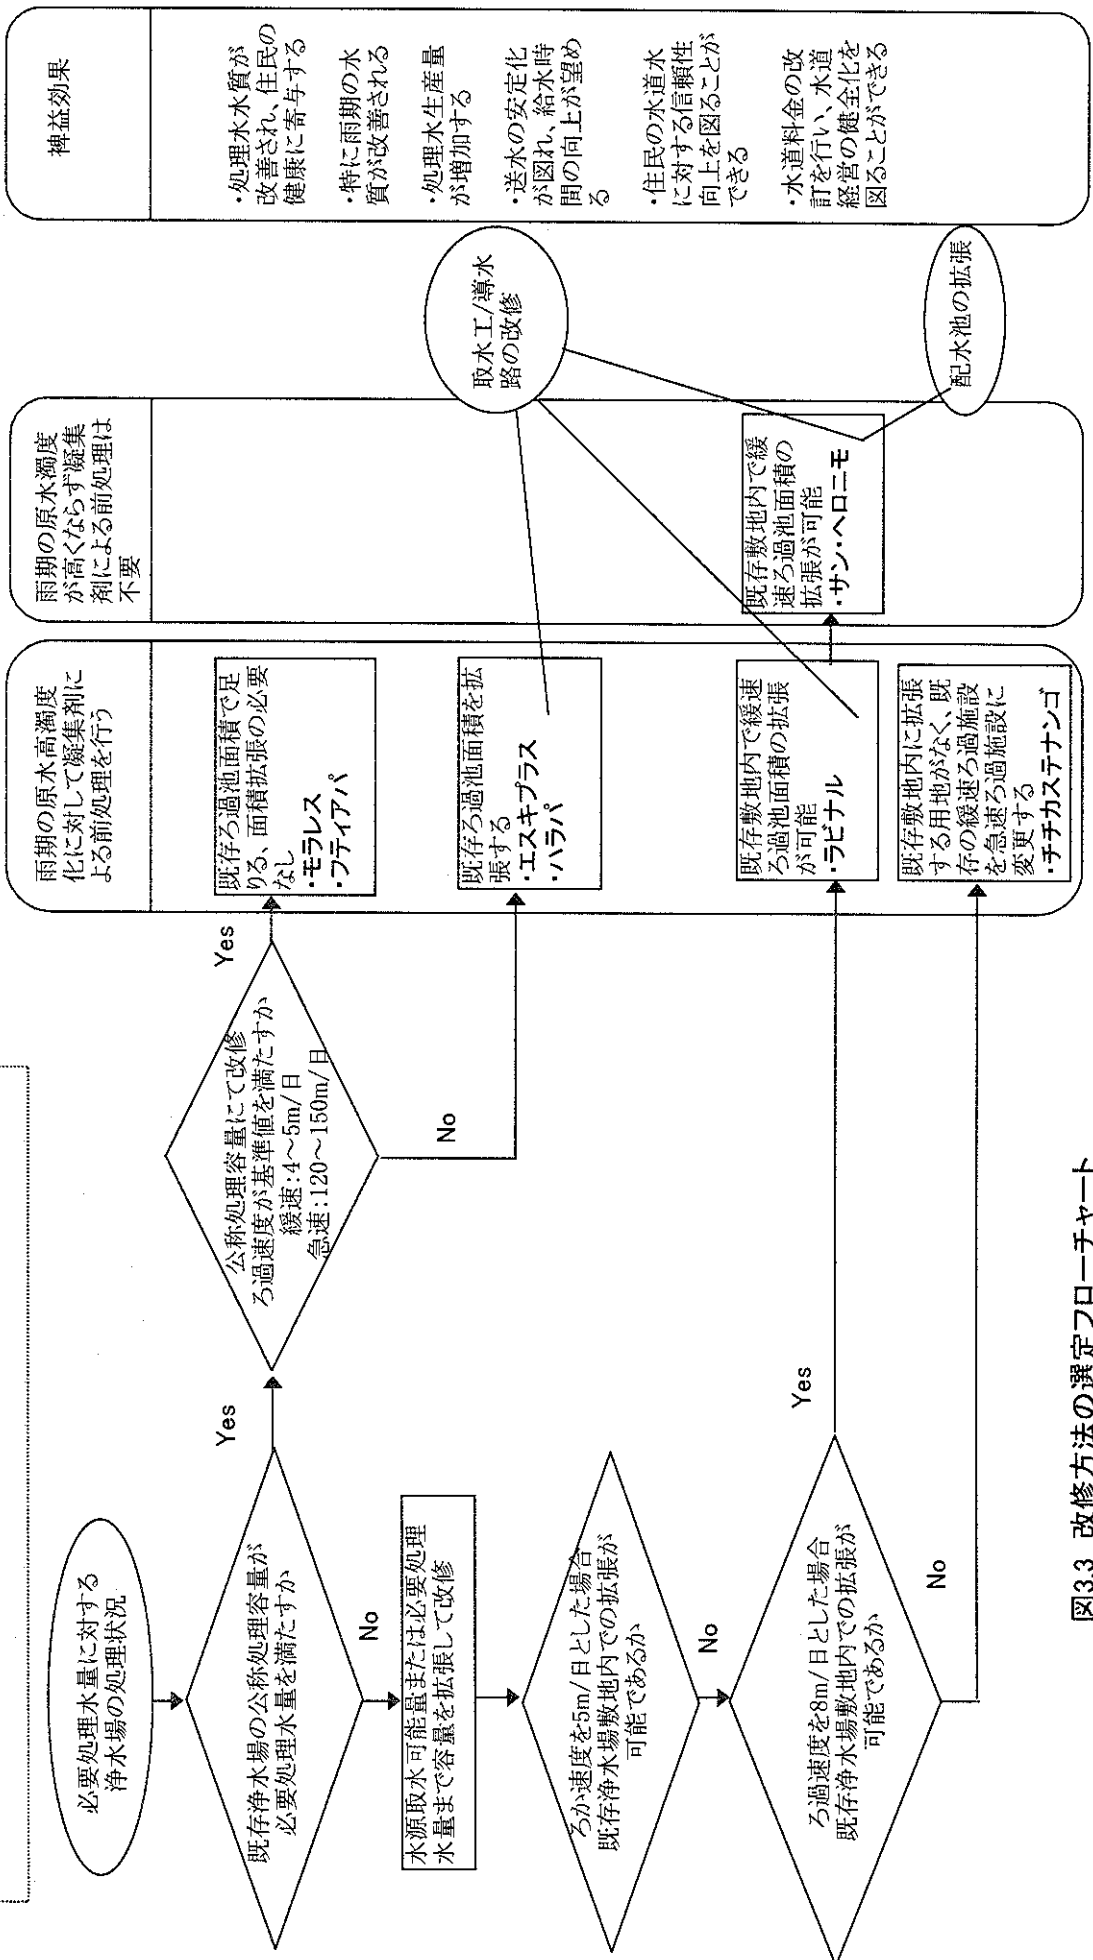 必要処理水量に対する
浄水場の処理状況
既存浄水場の公称処理容量が
必要処理水量を満たすか
Yes
No
公称処理容量にて改修
ろ過速度が基準値を満たすか
緩速:4～5m/日
急速:120～150m/日
Yes
No
水源取水可能量または必要処理
水量まで容量を拡張して改修
ろか速度を5m/日とした場合
既存浄水場敷地内での拡張が
可能であるか
No
ろ過速度を8m/日とした場合
既存浄水場敷地内での拡張が
可能であるか
Yes
No
雨期の原水高濁度
化に対して凝集剤に
よる前処理を行う
既存ろ過池面積で足
りる、面積拡張の必要
なし
・モラレス
・フティアパ
既存ろ過池面積を拡
張する
・エスキプラス
・ハラパ
既存敷地内で緩速
ろ過池面積の拡張
が可能
・ラビナル
既存敷地内に拡張
する用地がなく、既
存の緩速ろ過施設
を急速ろ過施設に
変更する
・チチカステナンゴ
雨期の原水濁度
が高くならず凝集
剤による前処理は
不要
既存敷地内で緩
速ろ過池面積の
拡張が可能
・サン・ヘロニモ
取水工/導水
路の改修
配水池の拡張
裨益効果
・処理水水質が
改善され、住民の
健康に寄与する
・特に雨期の水
質が改善される
・処理水生産量
が増加する
・送水の安定化
が図れ、給水時
間の向上が望め
る
・住民の水道水
に対する信頼性
向上を図ることが
できる
・水道料金の改
訂を行い、水道
経営の健全化を
図ることができる
図3.3 改修方法の選定フローチャート